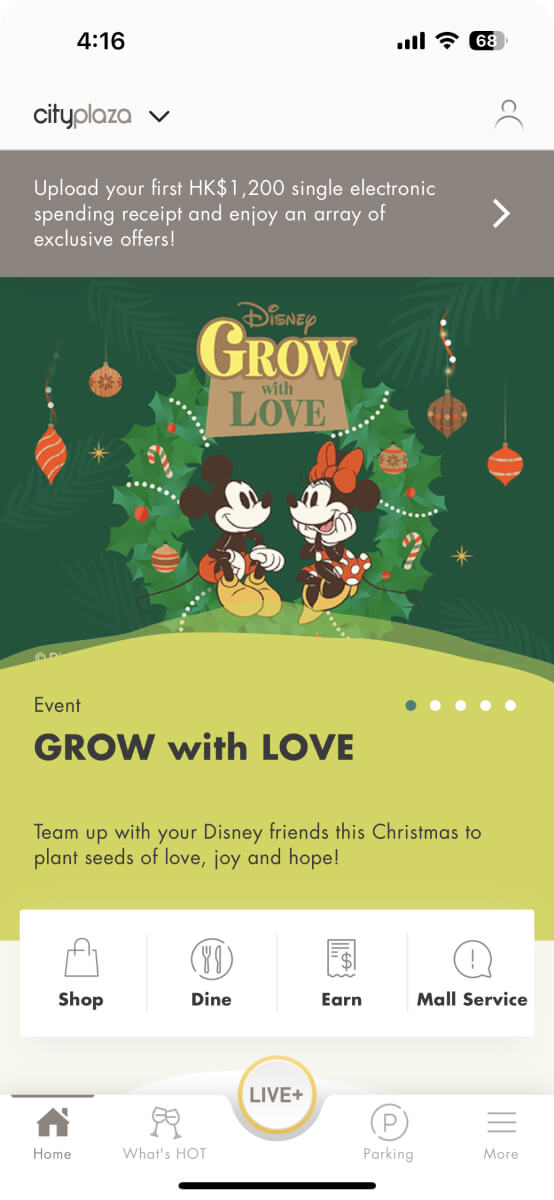 4:16
68
cityplaza
Upload your first HK$1,200 single electronic
spending receipt and enjoy an array of
exclusive offers!
Disney
GROW
with
LOVE
Event
GROW with LOVE
Team up with your Disney friends this Christmas to
plant seeds of love, joy and hope!
Shop
Dine
Earn
Mall Service
LIVE+
Home
What's HOT
Parking
More